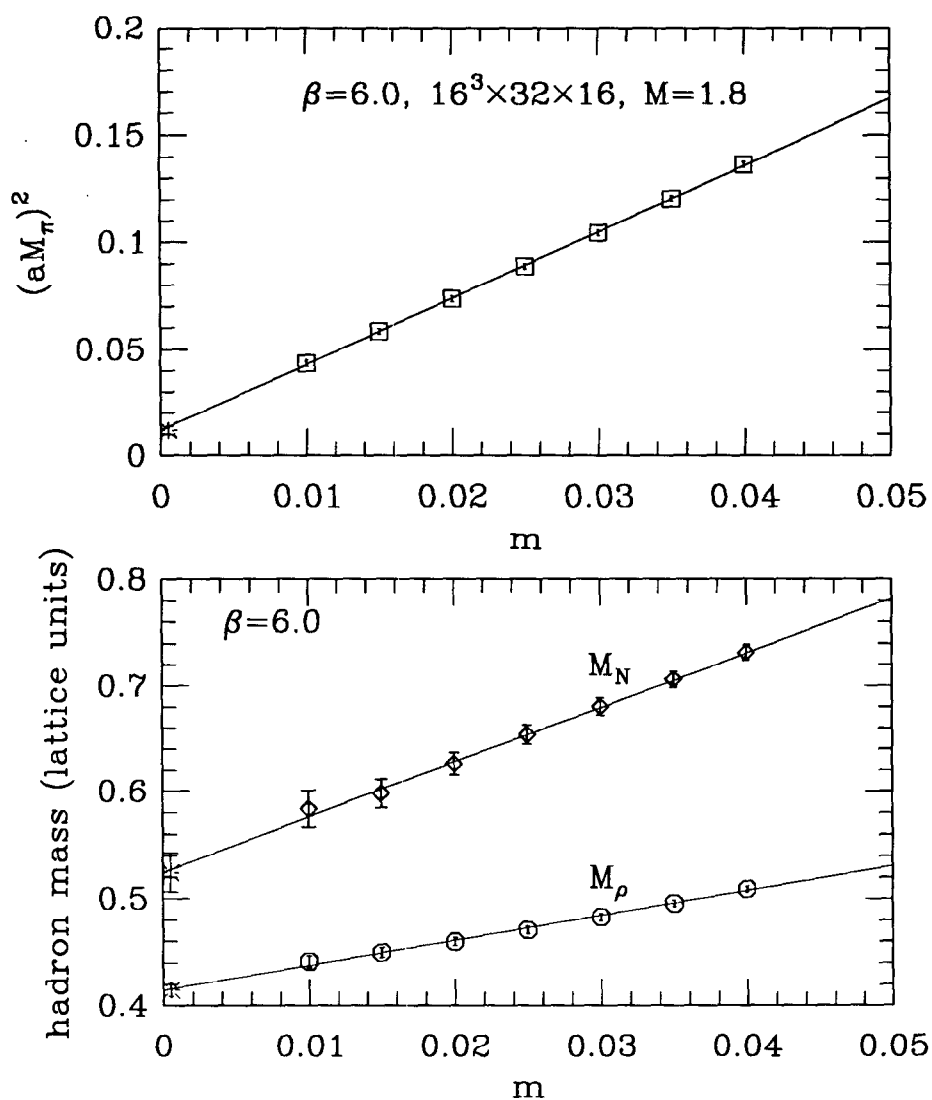 0.2
β=6.0, 16³×32×16, M=1.8
0.15
(aM_π)²
0.1
0.05
0
0 0.01 0.02 0.03 0.04 0.05
m
hadron mass (lattice units)
0.8
β=6.0
M_N
0.7
0.6
M_ρ
0.5
0.4
0 0.01 0.02 0.03 0.04 0.05
m